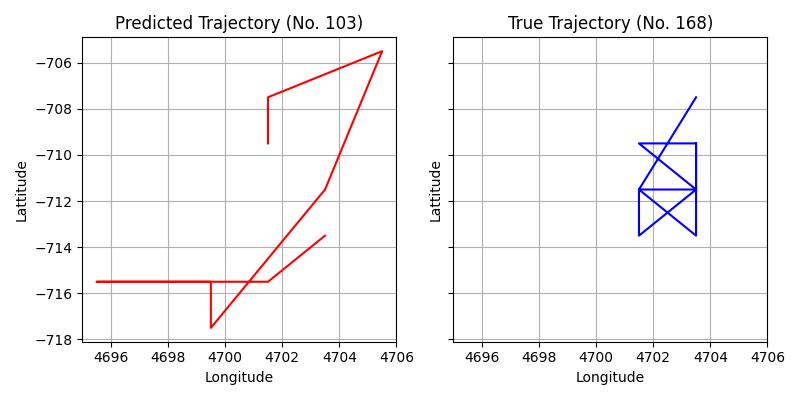 Predicted Trajectory (No. 103)
True Trajectory (No. 168)
Lattitude
−706
−708
−710
−712
−714
−716
−718
4696 4698 4700 4702 4704 4706
Longitude
Lattitude
4696 4698 4700 4702 4704 4706
Longitude